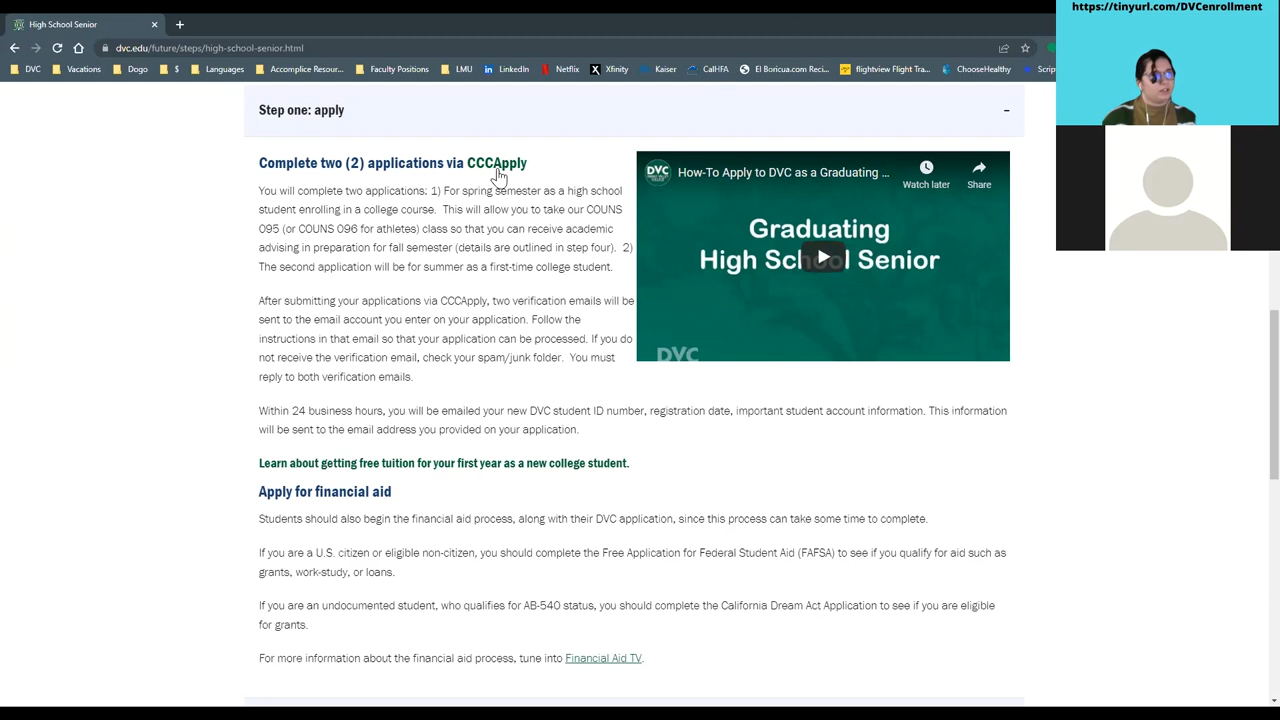 https://tinyurl.com/DVCenrollment
High School Senior
dvc.edu/future/steps/high-school-senior.html
DVC Vacations Dogo $ Languages Accomplice Resour... Faculty Positions LMU LinkedIn Netflix Xfinity Kaiser CalHFA El Boricua.com Reci... flightview Flight Tra... ChooseHealthy Scrip
Step one: apply
Complete two (2) applications via CCCApply
You will complete two applications: 1) For spring semester as a high school
student enrolling in a college course. This will allow you to take our COUNS
095 (or COUNS 096 for athletes) class so that you can receive academic
advising in preparation for fall semester (details are outlined in step four). 2)
The second application will be for summer as a first-time college student.
After submitting your applications via CCCApply, two verification emails will be
sent to the email account you enter on your application. Follow the
instructions in that email so that your application can be processed. If you do
not receive the verification email, check your spam/junk folder. You must
reply to both verification emails.
DVC How-To Apply to DVC as a Graduating ...
Watch later Share
Graduating
High School Senior
DVC
Within 24 business hours, you will be emailed your new DVC student ID number, registration date, important student account information. This information
will be sent to the email address you provided on your application.
Learn about getting free tuition for your first year as a new college student.
Apply for financial aid
Students should also begin the financial aid process, along with their DVC application, since this process can take some time to complete.
If you are a U.S. citizen or eligible non-citizen, you should complete the Free Application for Federal Student Aid (FAFSA) to see if you qualify for aid such as
grants, work-study, or loans.
If you are an undocumented student, who qualifies for AB-540 status, you should complete the California Dream Act Application to see if you are eligible
for grants.
For more information about the financial aid process, tune into Financial Aid TV.